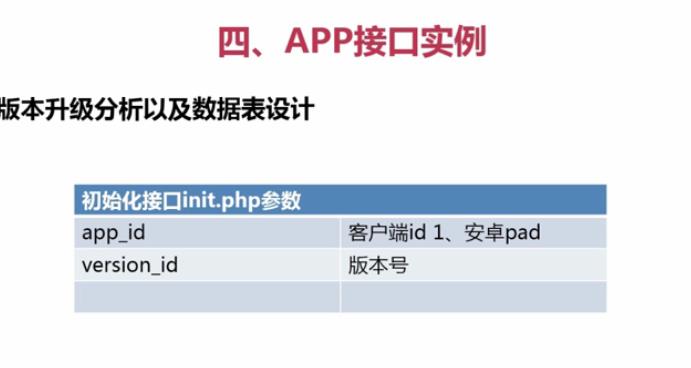 四、APP接口实例
版本升级分析以及数据表设计
初始化接口init.php参数
app_id 客户端id 1、安卓pad
version_id 版本号